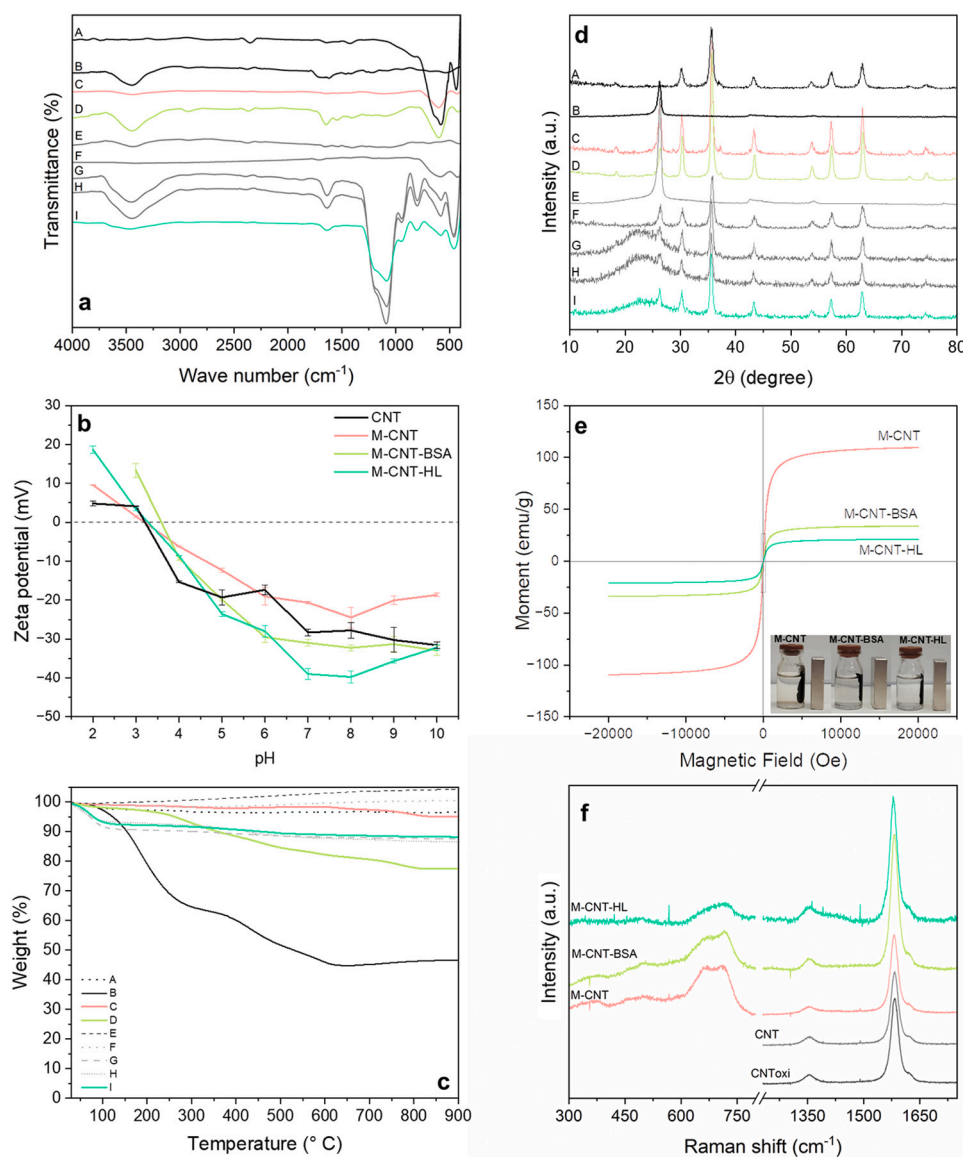 A
B
C
D
E
F
G
H
I
a
Transmittance (%)
4000 3500 3000 2500 2000 1500 1000 500
Wave number (cm⁻¹)
d
A
B
C
D
E
F
G
H
I
Intensity (a.u.)
10 20 30 40 50 60 70 80
2θ (degree)
b
CNT
M-CNT
M-CNT-BSA
M-CNT-HL
30
25
20
10
0
−10
−20
−30
−40
−50
Zeta potential (mV)
2 3 4 5 6 7 8 9 10
pH
e
150
100
50
0
−50
−100
−150
Moment (emu/g)
M-CNT
M-CNT-BSA
M-CNT-HL
M-CNT M-CNT-BSA M-CNT-HL
−20000 −10000 0 10000 20000
Magnetic Field (Oe)
100
90
80
70
60
50
40
30
20
10
0
Weight (%)
A
B
C
D
E
F
G
H
I
c
100 200 300 400 500 600 700 800 900
Temperature (° C)
f
Intensity (a.u.)
M-CNT-HL
M-CNT-BSA
M-CNT
CNT
CNToxi
300 450 600 750 1350 1500 1650
Raman shift (cm⁻¹)